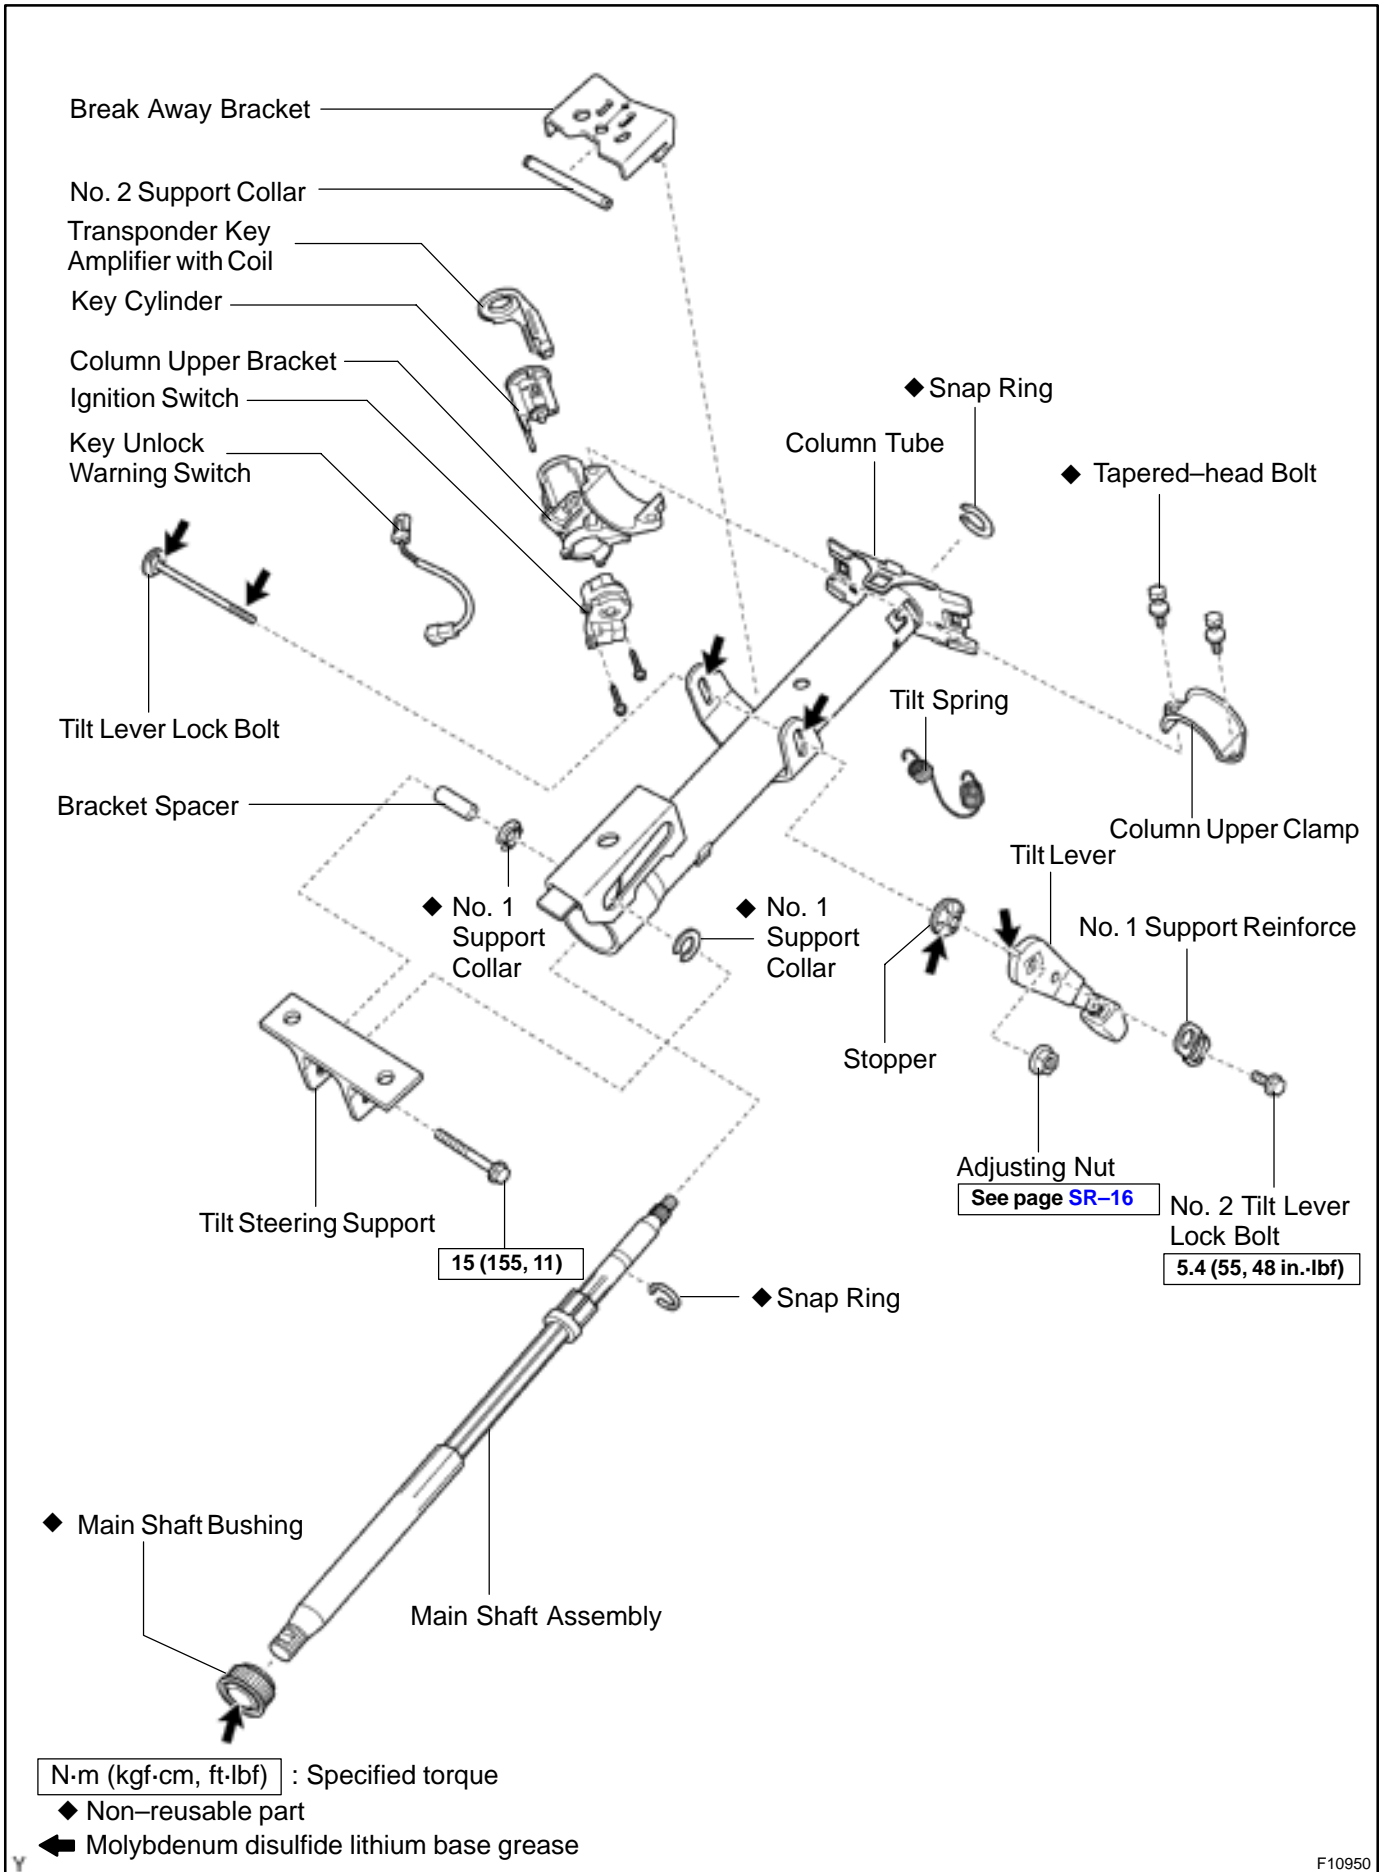 Break Away Bracket
No. 2 Support Collar
Transponder Key
Amplifier with Coil
Key Cylinder
Column Upper Bracket
Ignition Switch
Key Unlock
Warning Switch
◆ Snap Ring
Column Tube
◆ Tapered–head Bolt
Tilt Lever Lock Bolt
Tilt Spring
Bracket Spacer
Column Upper Clamp
Tilt Lever
◆ No. 1
Support
Collar
◆ No. 1
Support
Collar
No. 1 Support Reinforce
Stopper
Adjusting Nut
See page SR–16
No. 2 Tilt Lever
Lock Bolt
5.4 (55, 48 in.·lbf)
Tilt Steering Support
15 (155, 11)
◆ Snap Ring
◆ Main Shaft Bushing
Main Shaft Assembly
N·m (kgf·cm, ft·lbf) : Specified torque
◆ Non–reusable part
Molybdenum disulfide lithium base grease
Y
F10950